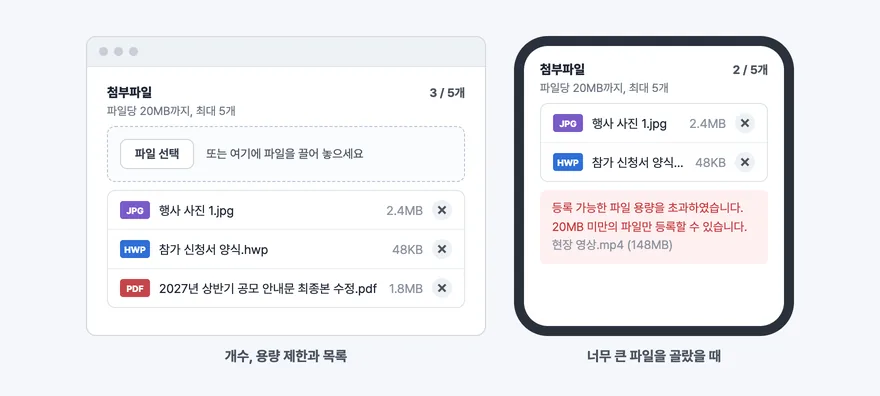 첨부파일
3 / 5개
파일당 20MB까지, 최대 5개
파일 선택
또는 여기에 파일을 끌어 놓으세요
JPG 행사 사진 1.jpg 2.4MB ✕
HWP 참가 신청서 양식.hwp 48KB ✕
PDF 2027년 상반기 공모 안내문 최종본 수정.pdf 1.8MB ✕
개수, 용량 제한과 목록
첨부파일
2 / 5개
파일당 20MB까지, 최대 5개
JPG 행사 사진 1.jpg 2.4MB ✕
HWP 참가 신청서 양식... 48KB ✕
등록 가능한 파일 용량을 초과하였습니다.
20MB 미만의 파일만 등록할 수 있습니다.
현장 영상.mp4 (148MB)
너무 큰 파일을 골랐을 때